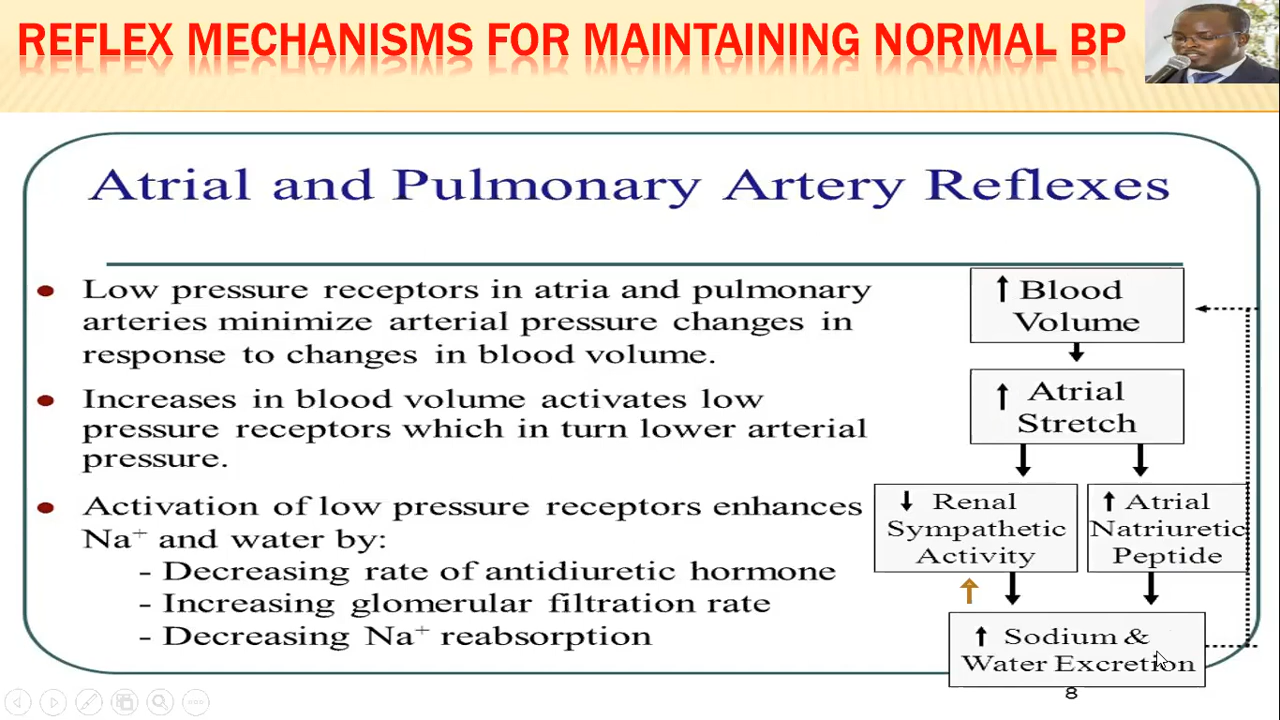 REFLEX MECHANISMS FOR MAINTAINING NORMAL BP
Atrial and Pulmonary Artery Reflexes
• Low pressure receptors in atria and pulmonary
arteries minimize arterial pressure changes in
response to changes in blood volume.
• Increases in blood volume activates low
pressure receptors which in turn lower arterial
pressure.
• Activation of low pressure receptors enhances
Na⁺ and water by:
- Decreasing rate of antidiuretic hormone
- Increasing glomerular filtration rate
- Decreasing Na⁺ reabsorption
↑ Blood
Volume
↑ Atrial
Stretch
↓ Renal
Sympathetic
Activity
↑ Atrial
Natriuretic
Peptide
↑ Sodium &
Water Excretion
8